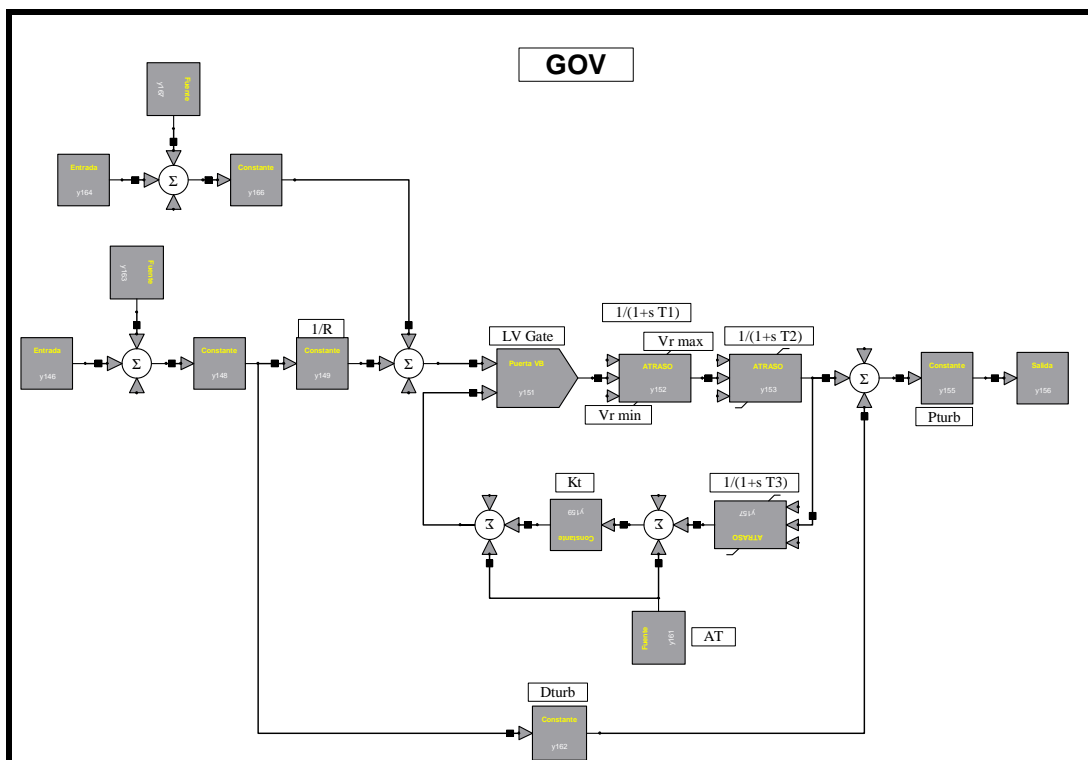 GOV
Fuente
y167
Entrada
y164
Σ
Constante
y166
Fuente
y163
Entrada
y146
Σ
Constante
y148
1/R
Constante
y149
Σ
LV Gate
Puerta VB
y151
1/(1+s T1)
Vr max
ATRASO
y152
Vr min
1/(1+s T2)
ATRASO
y153
Σ
Constante
y155
Pturb
Salida
y156
Σ
Kt
y159
Constante
Σ
1/(1+s T3)
y157
ATRASO
Fuente
y161
AT
Dturb
Constante
y162